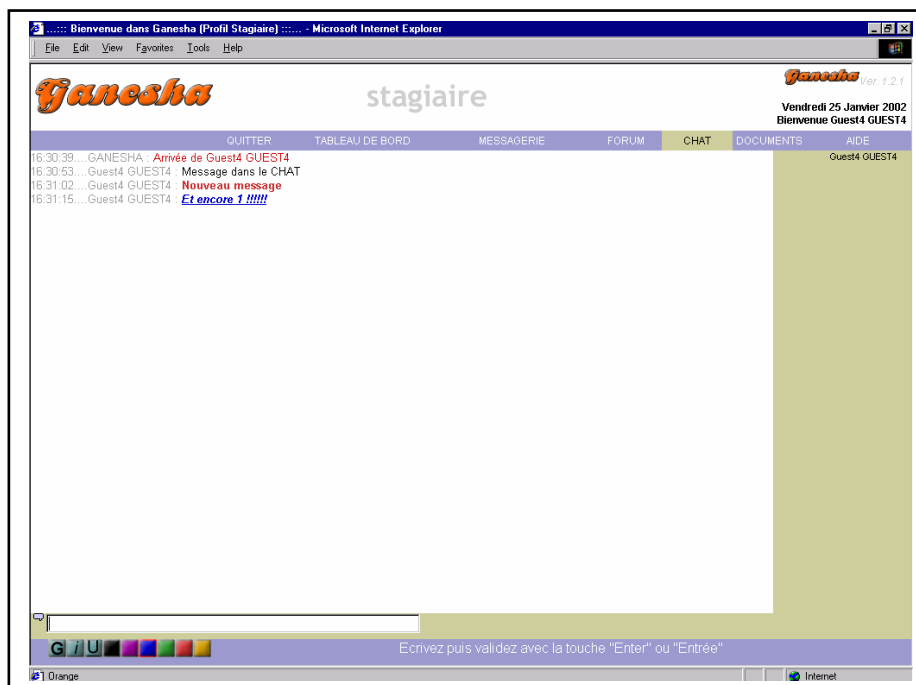 ...::: Bienvenue dans Ganesha (Profil Stagiaire) :::.... - Microsoft Internet Explorer
File Edit View Favorites Tools Help
Ganesha
stagiaire
Ganesha Ver. 1.2.1
Vendredi 25 Janvier 2002
Bienvenue Guest4 GUEST4
QUITTER TABLEAU DE BORD MESSAGERIE FORUM CHAT DOCUMENTS AIDE
16:30:39....GANESHA : Arrivée de Guest4 GUEST4
16:30:53....Guest4 GUEST4 : Message dans le CHAT
16:31:02....Guest4 GUEST4 : Nouveau message
16:31:15....Guest4 GUEST4 : Et encore 1 !!!!!!
Guest4 GUEST4
G i U
Ecrivez puis validez avec la touche "Enter" ou "Entrée"
Orange
Internet